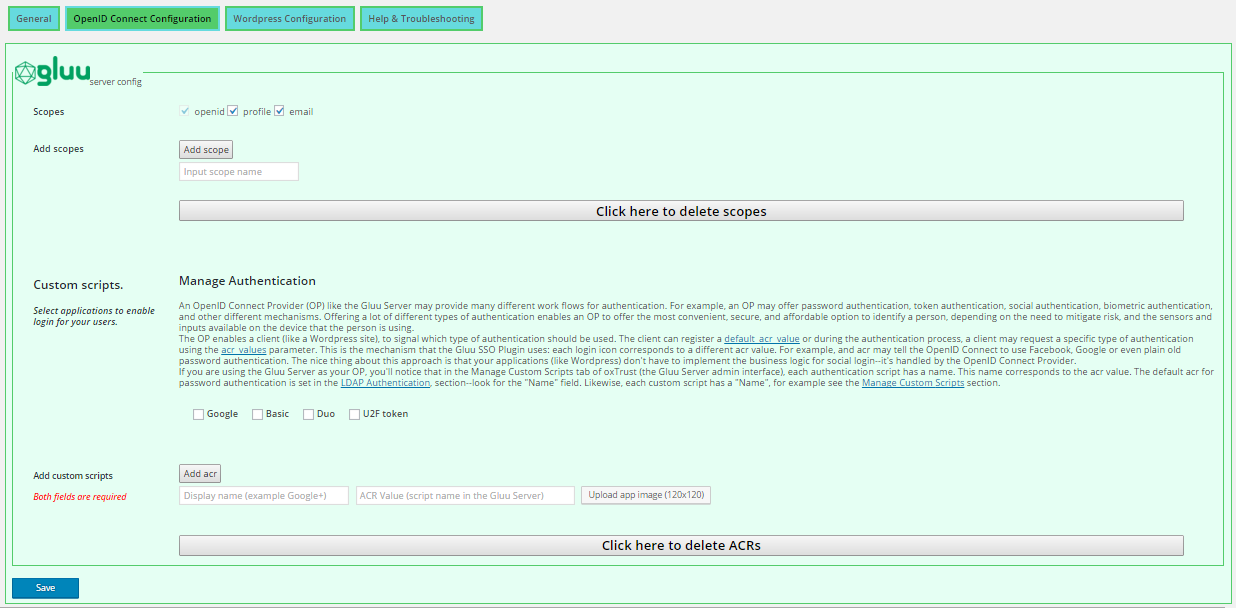 General OpenID Connect Configuration Wordpress Configuration Help & Troubleshooting
gluu server config
Scopes openid profile email
Add scopes Add scope
Input scope name
Click here to delete scopes
Custom scripts. Manage Authentication
Select applications to enable
login for your users.
An OpenID Connect Provider (OP) like the Gluu Server may provide many different work flows for authentication. For example, an OP may offer password authentication, token authentication, social authentication, biometric authentication,
and other different mechanisms. Offering a lot of different types of authentication enables an OP to offer the most convenient, secure, and affordable option to identify a person, depending on the need to mitigate risk, and the sensors and
inputs available on the device that the person is using.
The OP enables a client (like a Wordpress site), to signal which type of authentication should be used. The client can register a default_acr_value or during the authentication process, a client may request a specific type of authentication
using the acr_values parameter. This is the mechanism that the Gluu SSO Plugin uses: each login icon corresponds to a different acr value. For example, and acr may tell the OpenID Connect to use Facebook, Google or even plain old
password authentication. The nice thing about this approach is that your applications (like Wordpress) don't have to implement the business logic for social login--it's handled by the OpenID Connect Provider.
If you are using the Gluu Server as your OP, you'll notice that in the Manage Custom Scripts tab of oxTrust (the Gluu Server admin interface), each authentication script has a name. This name corresponds to the acr value. The default acr for
password authentication is set in the LDAP Authentication, section--look for the "Name" field. Likewise, each custom script has a "Name", for example see the Manage Custom Scripts section.
Google Basic Duo U2F token
Add custom scripts Add acr
Both fields are required Display name (example Google+) ACR Value (script name in the Gluu Server) Upload app image (120x120)
Click here to delete ACRs
Save